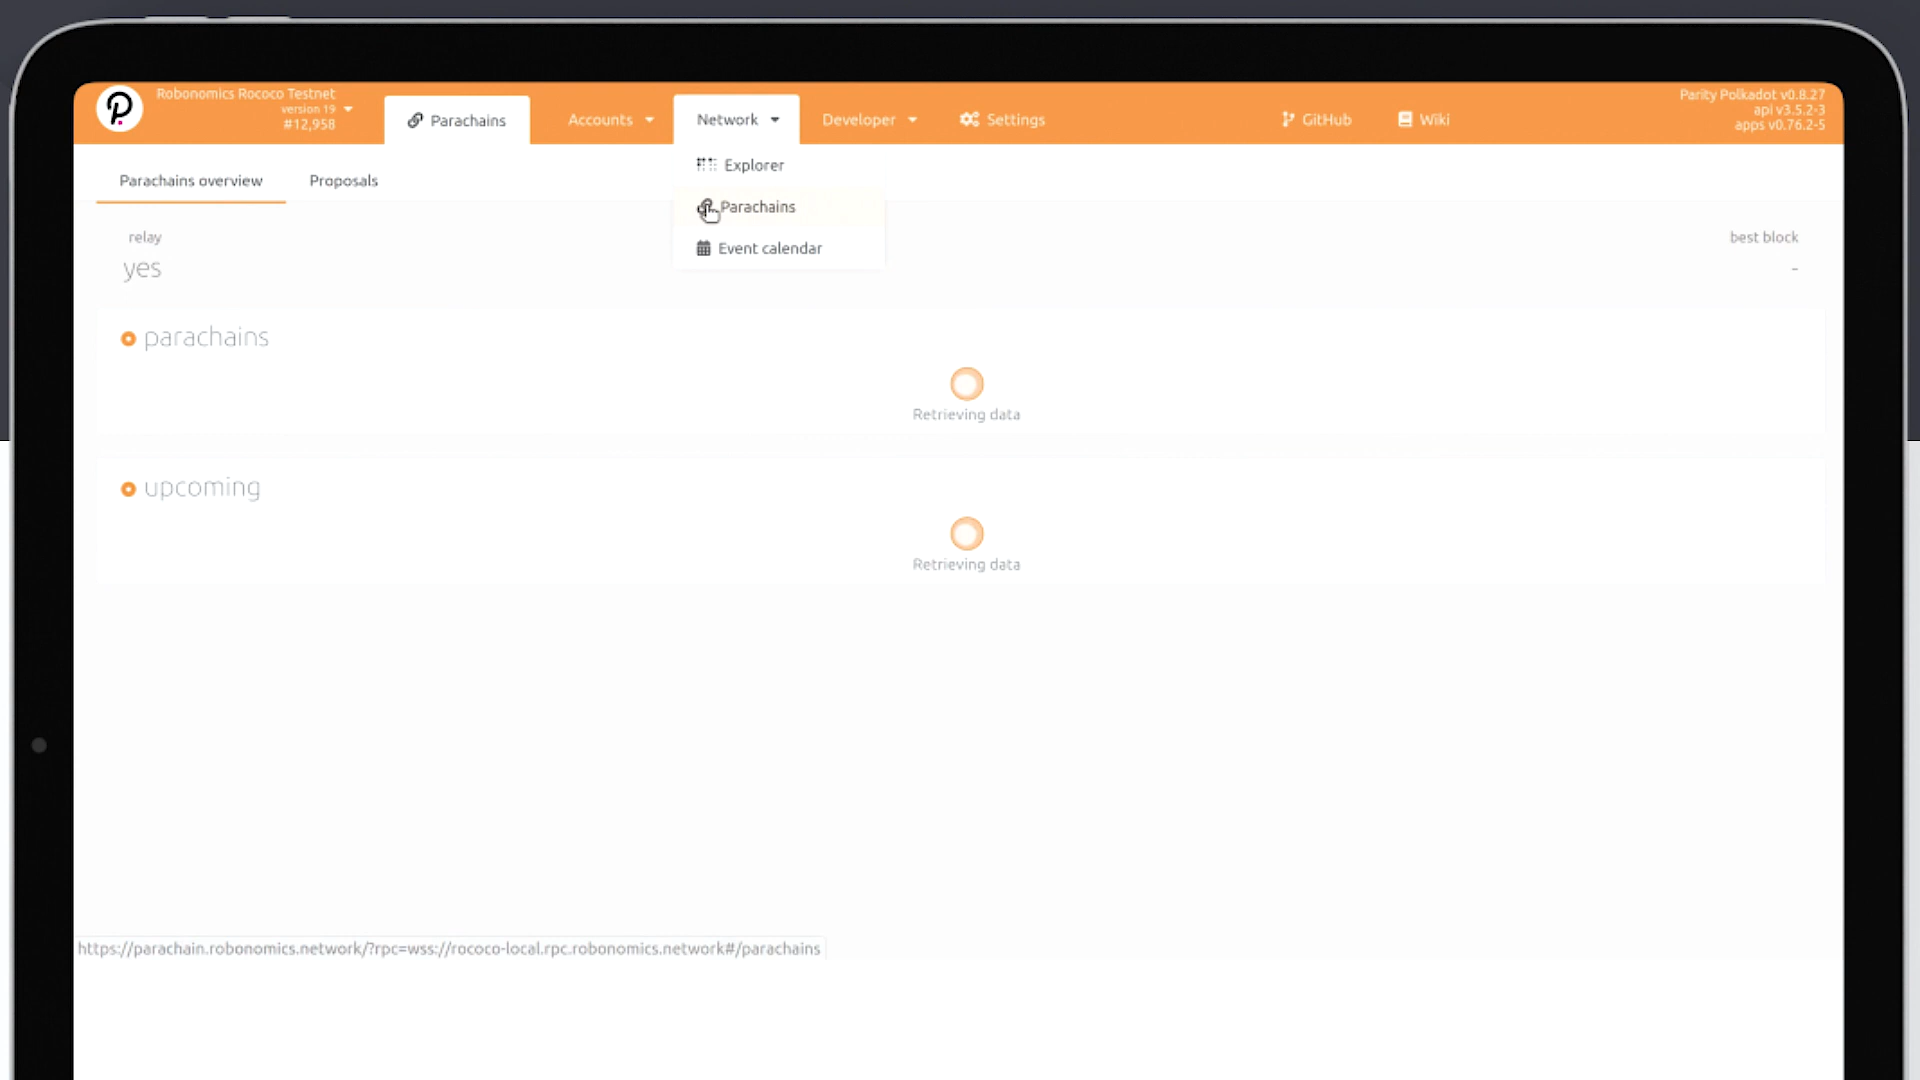 Robonomics Rococo Testnet
version 19
#12,958
Parachains
Accounts
Network
Developer
Settings
GitHub
Wiki
Parity Polkadot v0.8.27
api v3.5.2-3
apps v0.76.2-5
Parachains overview
Proposals
Explorer
Parachains
Event calendar
relay
yes
best block
-
parachains
Retrieving data
upcoming
Retrieving data
https://parachain.robonomics.network/?rpc=wss://rococo-local.rpc.robonomics.network#/parachains